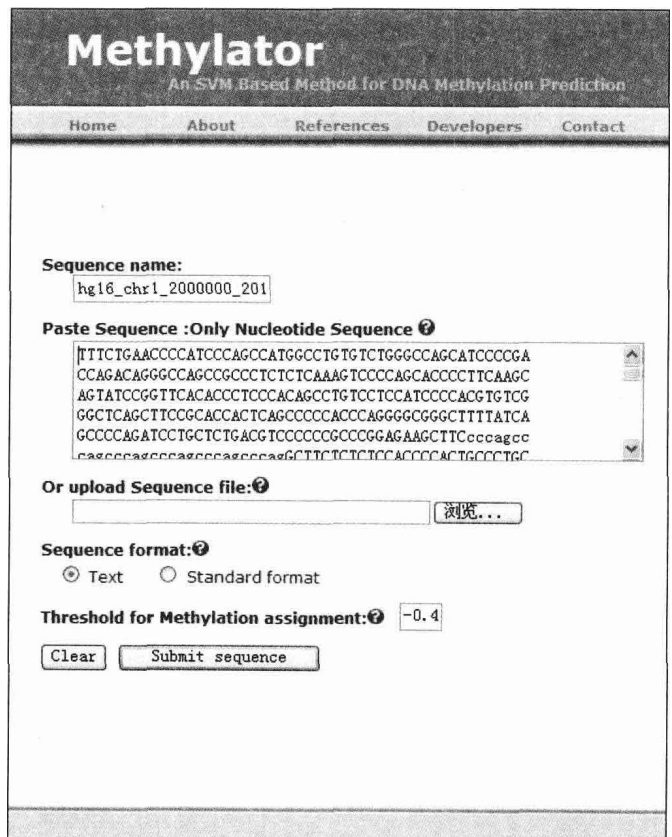 Methylator
An SVM Based Method for DNA Methylation Prediction
Home About References Developers Contact
Sequence name:
hg16_chr1_2000000_201
Paste Sequence :Only Nucleotide Sequence ?
TTTCTGAACCCCATCCCAGCCATGGCCTGTGTCTGGGCCAGCATCCCCGA
CCAGACAGGGCCAGCCGCCCTCTCTCAAAGTCCCCAGCACCCCTTCAAGC
AGTATCCGGTTCACACCCTCCCACAGCCTGTCCTCCATCCCCACGTGTCG
GGCTCAGCTTCCGCACCACTCAGCCCCCACCCAGGGGCGGGCTTTTATCA
GCCCCAGATCCTGCTCTGACGTCCCCCCGCCCGGAGAAGCTTCccccagcc
cagcccagcccagcccagcccagGCTTCTCTCTCCACCCCACTGCCCTGC
Or upload Sequence file:?
浏览...
Sequence format:?
Text Standard format
Threshold for Methylation assignment:? -0.4
Clear Submit sequence